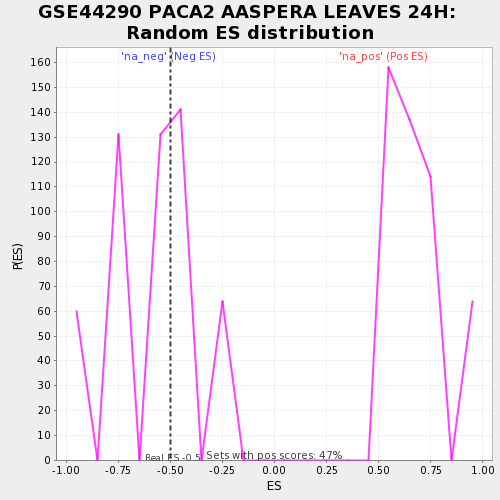 GSE44290 PACA2 AASPERA LEAVES 24H:
Random ES distribution
'na_neg' (Neg ES)
'na_pos' (Pos ES)
160
150
140
130
120
110
100
90
80
70
60
50
40
30
20
10
0
P(ES)
Real ES -0.5
Sets with pos scores: 47%
-1.00 -0.75 -0.50 -0.25 0.00 0.25 0.50 0.75 1.00
ES